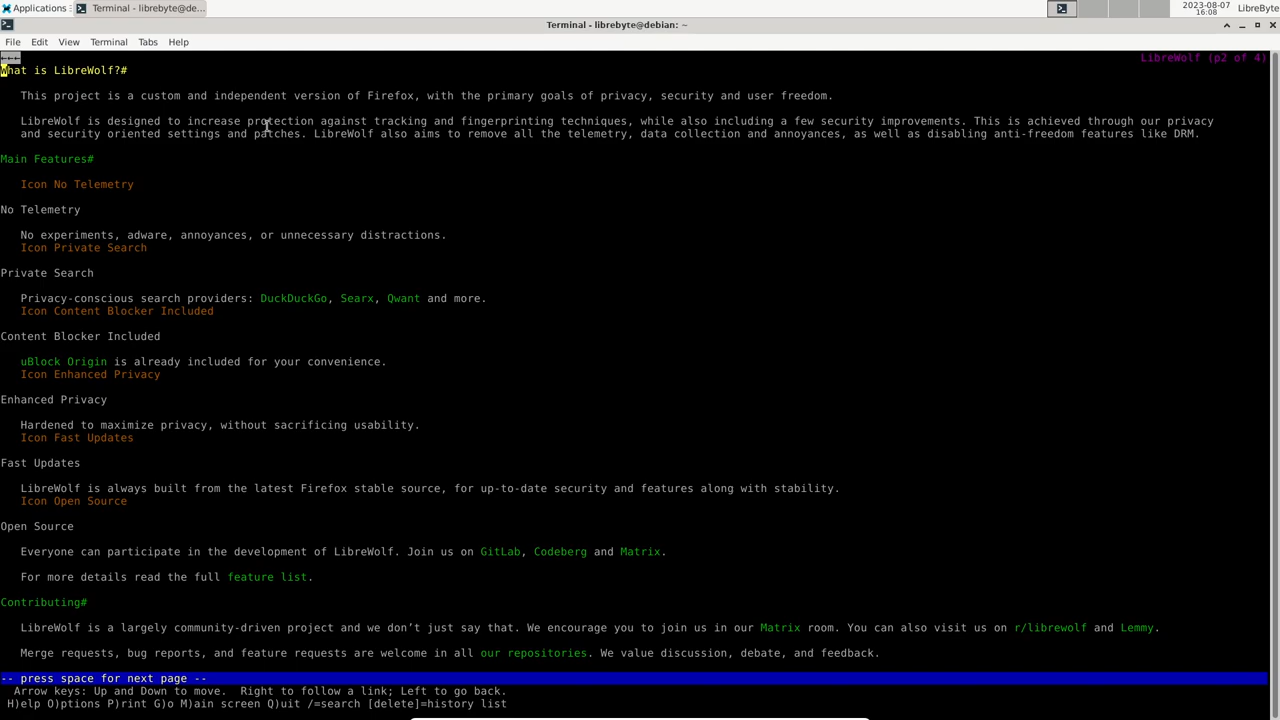 Applications Terminal - librebyte@de... 2023-08-07 LibreByte
16:08
Terminal - librebyte@debian: ~
File Edit View Terminal Tabs Help
←←← LibreWolf (p2 of 4)
What is LibreWolf?#
This project is a custom and independent version of Firefox, with the primary goals of privacy, security and user freedom.
LibreWolf is designed to increase protection against tracking and fingerprinting techniques, while also including a few security improvements. This is achieved through our privacy
and security oriented settings and patches. LibreWolf also aims to remove all the telemetry, data collection and annoyances, as well as disabling anti-freedom features like DRM.
Main Features#
Icon No Telemetry
No Telemetry
No experiments, adware, annoyances, or unnecessary distractions.
Icon Private Search
Private Search
Privacy-conscious search providers: DuckDuckGo, Searx, Qwant and more.
Icon Content Blocker Included
Content Blocker Included
uBlock Origin is already included for your convenience.
Icon Enhanced Privacy
Enhanced Privacy
Hardened to maximize privacy, without sacrificing usability.
Icon Fast Updates
Fast Updates
LibreWolf is always built from the latest Firefox stable source, for up-to-date security and features along with stability.
Icon Open Source
Open Source
Everyone can participate in the development of LibreWolf. Join us on GitLab, Codeberg and Matrix.
For more details read the full feature list.
Contributing#
LibreWolf is a largely community-driven project and we don’t just say that. We encourage you to join us in our Matrix room. You can also visit us on r/librewolf and Lemmy.
Merge requests, bug reports, and feature requests are welcome in all our repositories. We value discussion, debate, and feedback.
-- press space for next page --
Arrow keys: Up and Down to move. Right to follow a link; Left to go back.
H)elp O)ptions P)rint G)o M)ain screen Q)uit /=search [delete]=history list